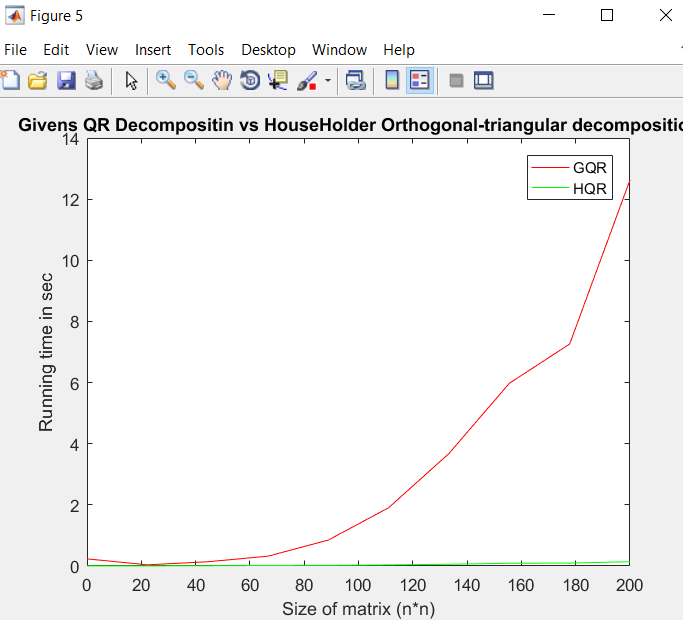 Figure 5
File Edit View Insert Tools Desktop Window Help
Givens QR Decompositin vs HouseHolder Orthogonal-triangular decompositio
14
12
10
8
6
4
2
0
Running time in sec
GQR
HQR
0 20 40 60 80 100 120 140 160 180 200
Size of matrix (n*n)